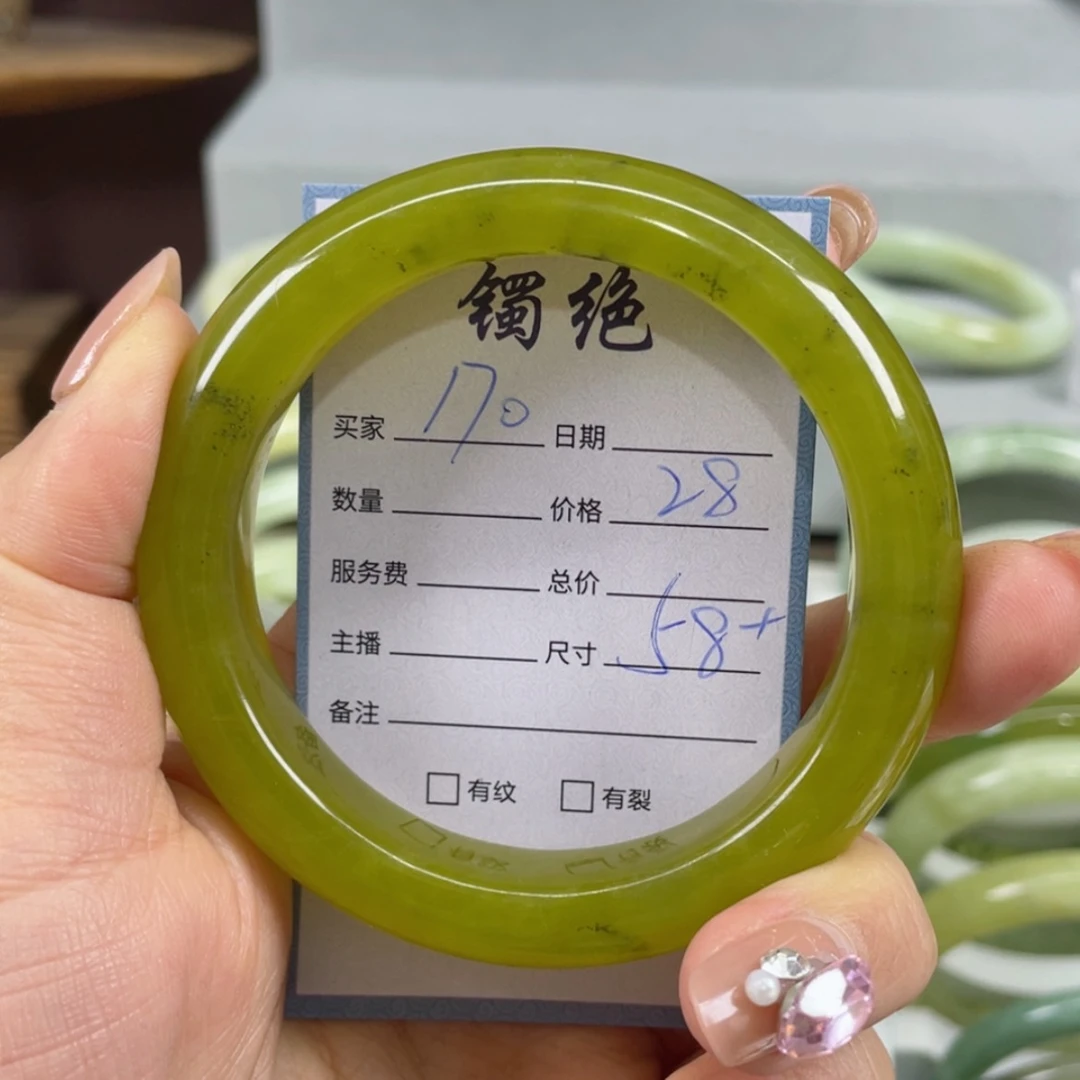 镯绝
买家 170 日期
数量 价格 28
服务费 总价
主播 尺寸 58+
备注
有纹 有裂